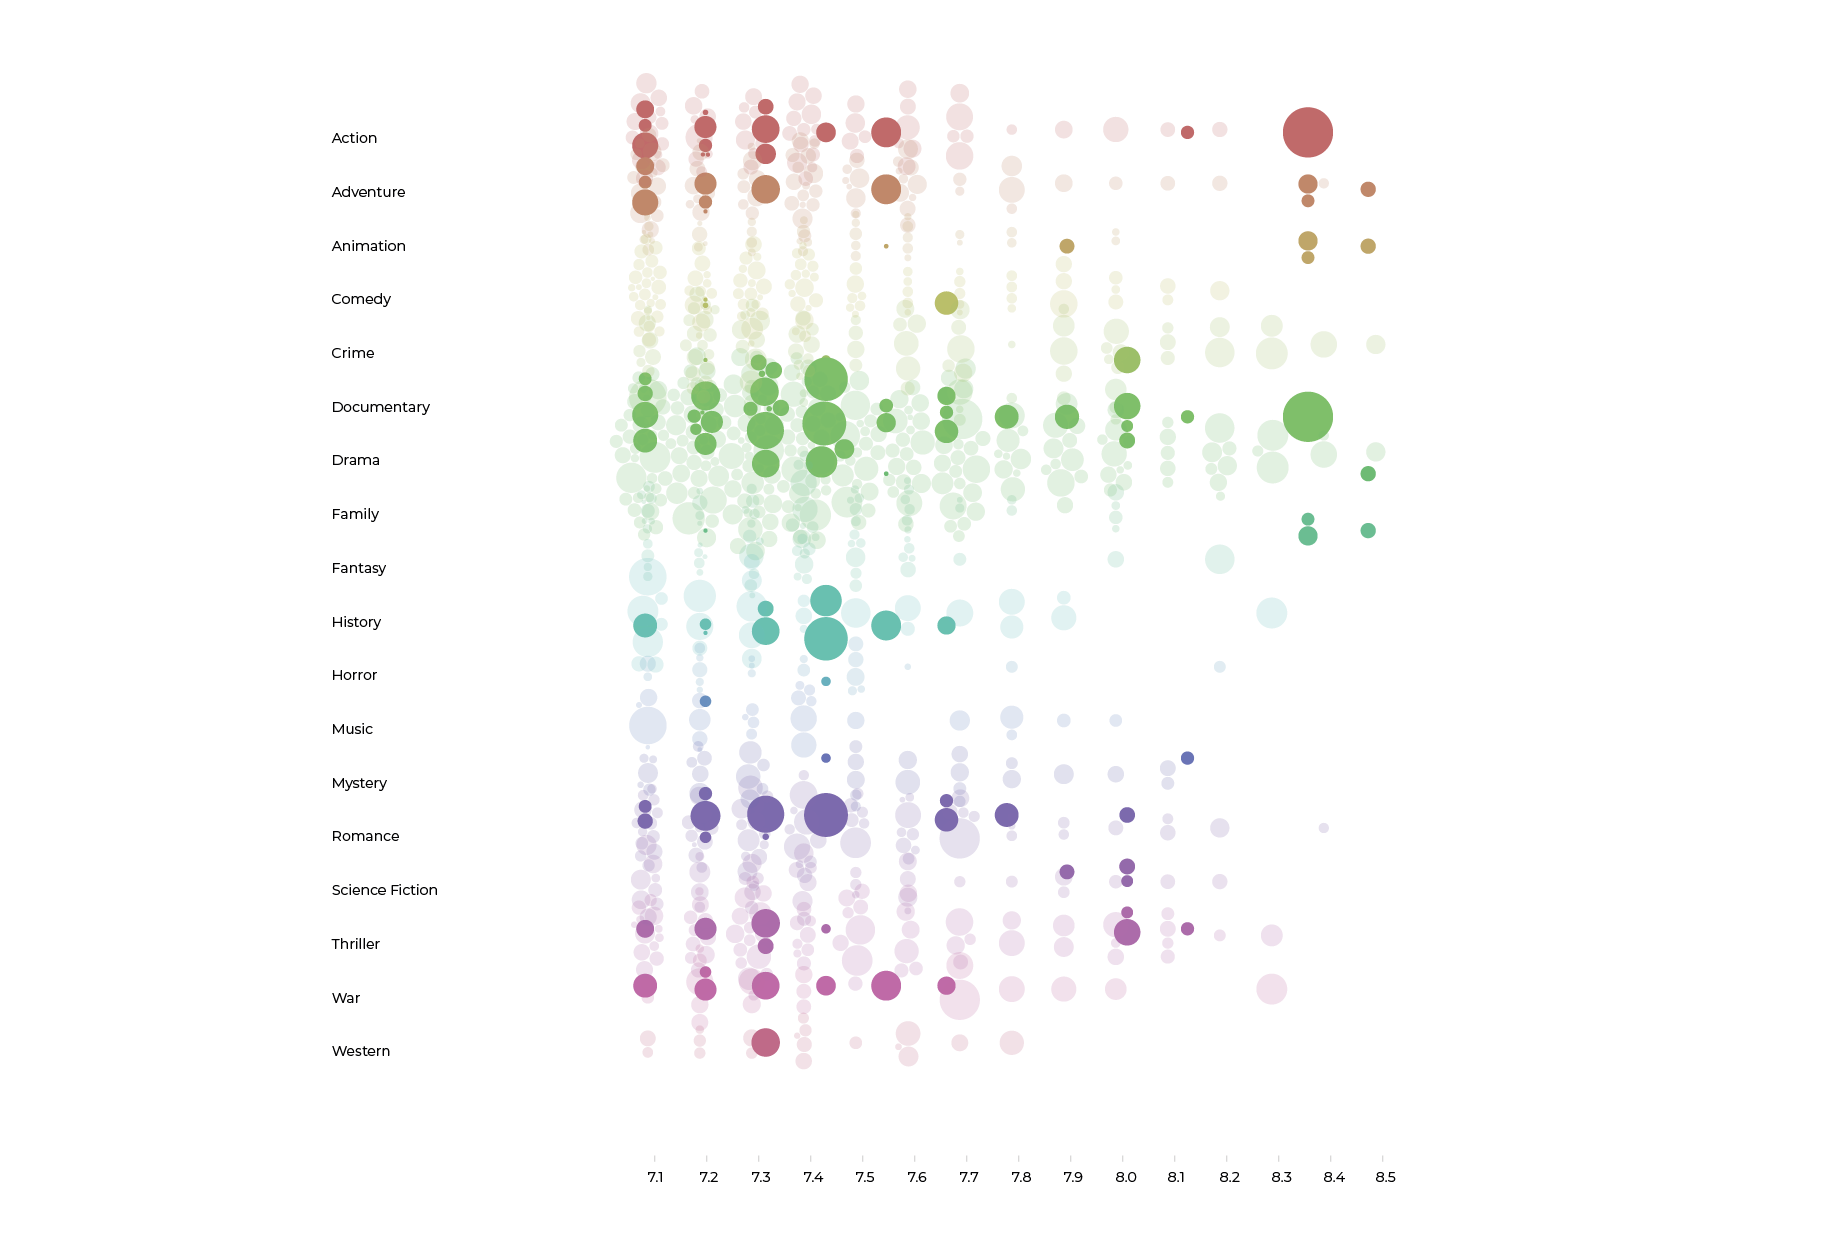 Action
Adventure
Animation
Comedy
Crime
Documentary
Drama
Family
Fantasy
History
Horror
Music
Mystery
Romance
Science Fiction
Thriller
War
Western
7.1 7.2 7.3 7.4 7.5 7.6 7.7 7.8 7.9 8.0 8.1 8.2 8.3 8.4 8.5